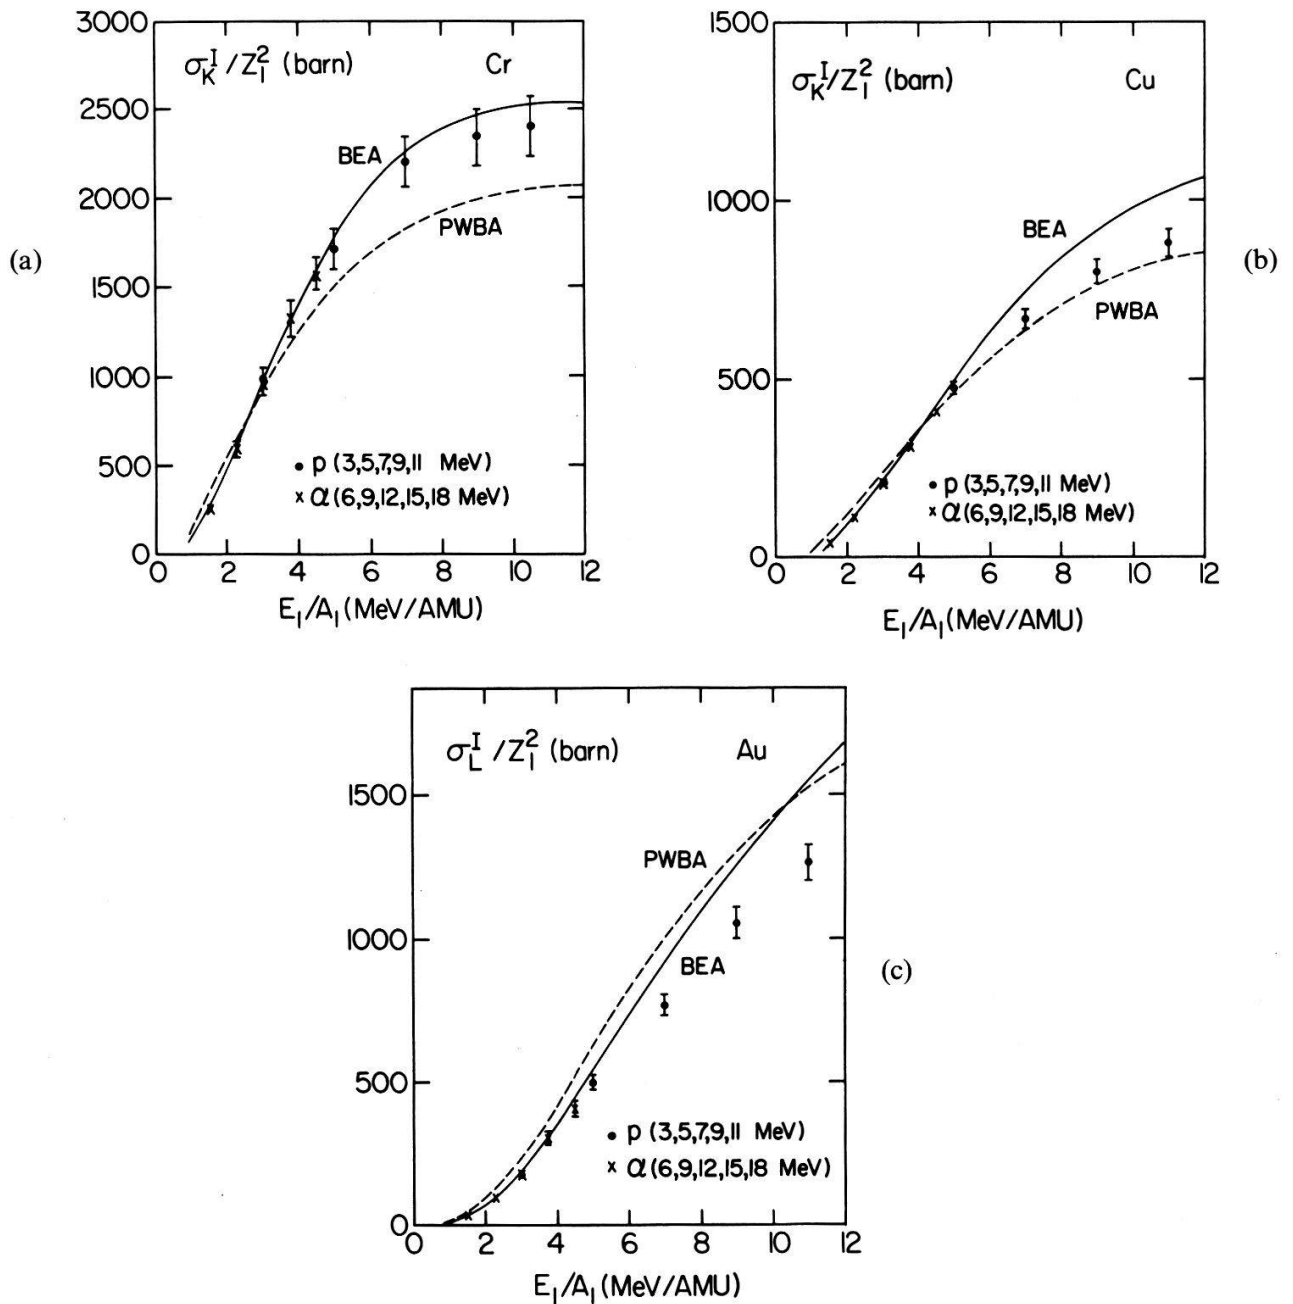 3000
σ_K^I/Z_1^2 (barn) Cr
2500
BEA
2000
PWBA
(a)
1500
1000
• p (3,5,7,9,11 MeV)
500
x α(6,9,12,15,18 MeV)
0
0 2 4 6 8 10 12
E_1/A_1 (MeV/AMU)
1500
σ_K^I/Z_1^2 (barn) Cu
1000
BEA
(b)
PWBA
500
• p (3,5,7,9,11 MeV)
x α(6,9,12,15,18 MeV)
0
0 2 4 6 8 10 12
E_1/A_1 (MeV/AMU)
σ_L^I/Z_1^2 (barn) Au
1500
PWBA
1000
BEA
(c)
500
• p (3,5,7,9,11 MeV)
x α(6,9,12,15,18 MeV)
0
0 2 4 6 8 10 12
E_1/A_1 (MeV/AMU)